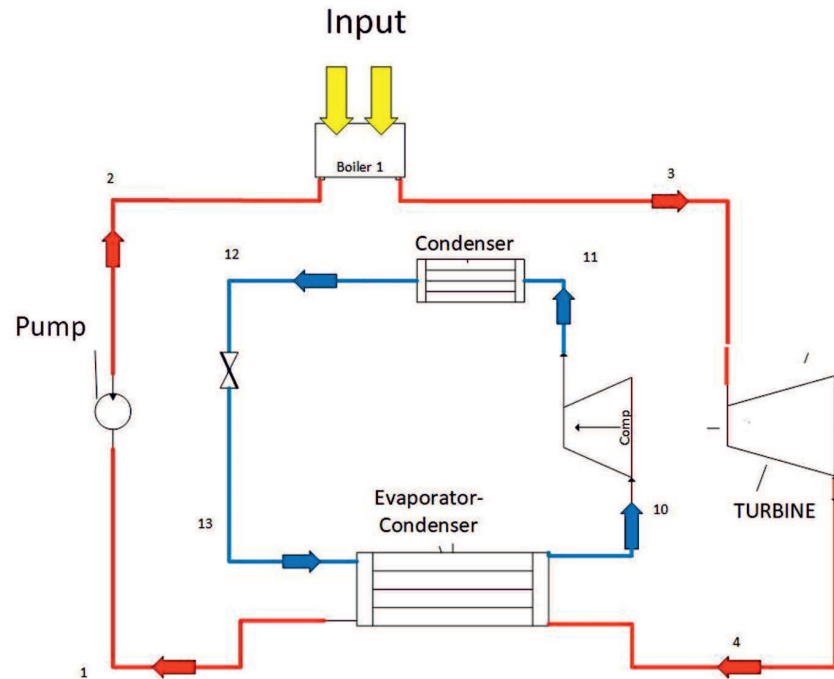 Input
Boiler 1
2
3
12
Condenser
11
Pump
Comp
TURBINE
Evaporator-
Condenser
13
10
1
4